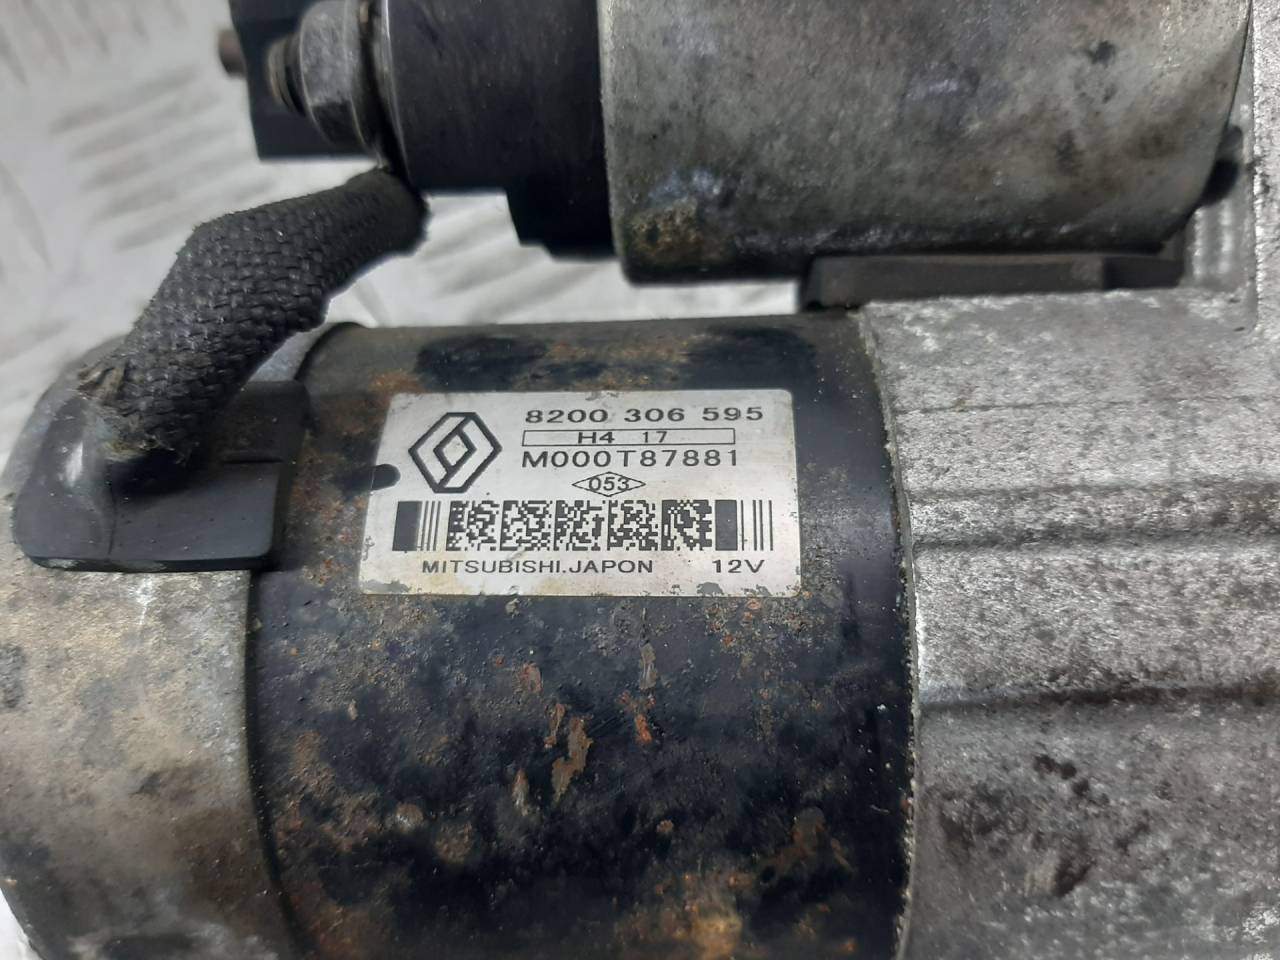 8200 306 595
H4 17
M000T87881
053
MITSUBISHI.JAPON 12V